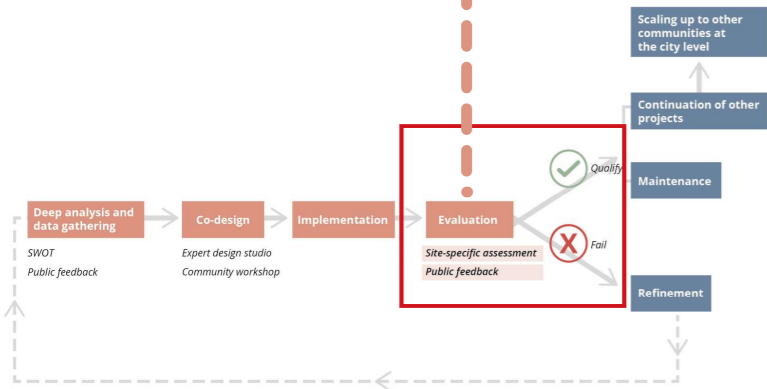 Scaling up to other
communities at
the city level
Continuation of other
projects
Qualify
Maintenance
Deep analysis and
data gathering
Co-design
Implementation
Evaluation
Fail
SWOT
Public feedback
Expert design studio
Community workshop
Site-specific assessment
Public feedback
X
Refinement